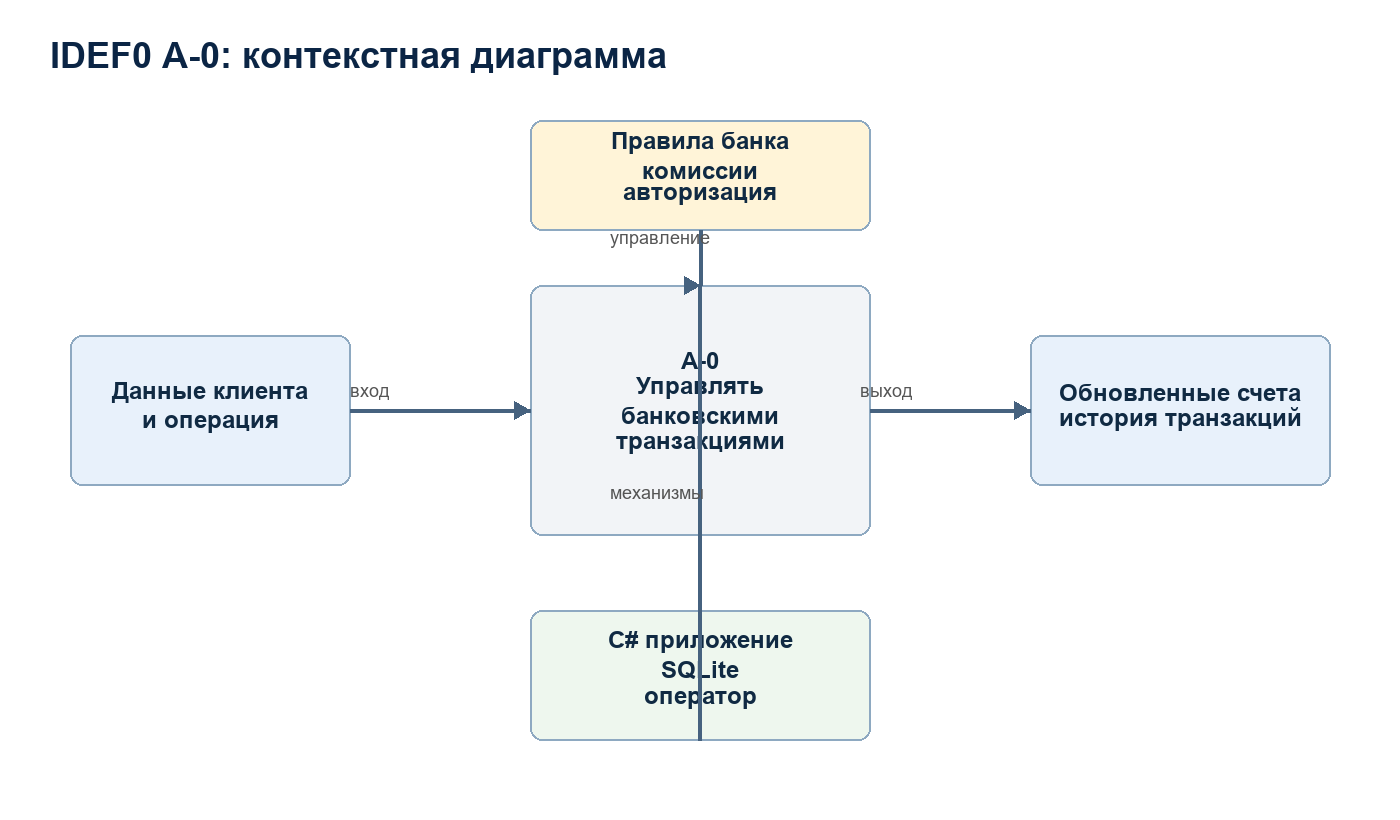 IDEF0 A-0: контекстная диаграмма
Правила банка
комиссии
авторизация
управление
Данные клиента
и операция
вход
A-0
Управлять
банковскими
транзакциями
механизмы
выход
Обновленные счета
история транзакций
C# приложение
SQLite
оператор